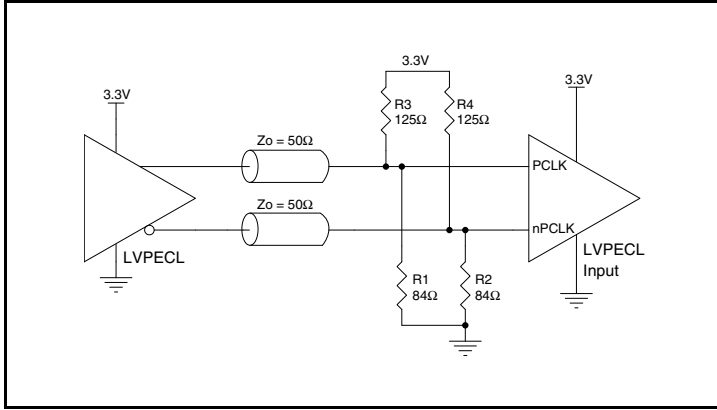 3.3V
3.3V
3.3V
R3
125Ω
R4
125Ω
Zo = 50Ω
PCLK
Zo = 50Ω
nPCLK
LVPECL
LVPECL
Input
R1
84Ω
R2
84Ω